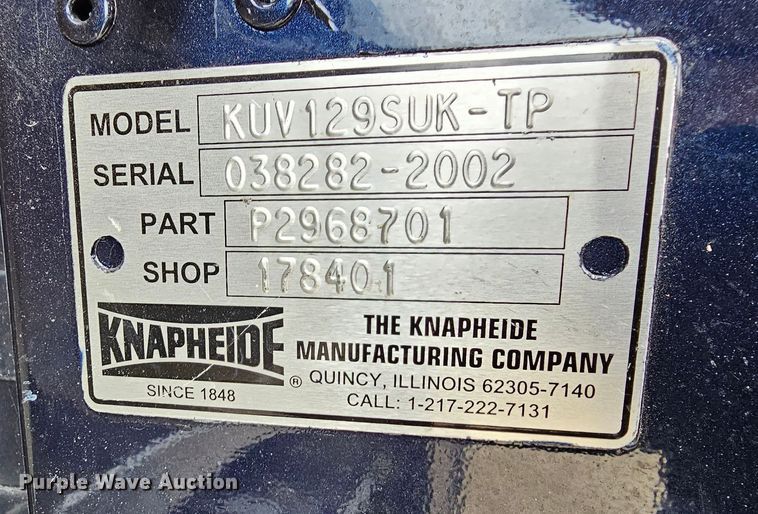 MODEL KUV129SUK-TP
SERIAL 038282-2002
PART P2968701
SHOP 178401
KNAPHEIDE ®
SINCE 1848
THE KNAPHEIDE
MANUFACTURING COMPANY
QUINCY, ILLINOIS 62305-7140
CALL: 1-217-222-7131
Purple Wave Auction